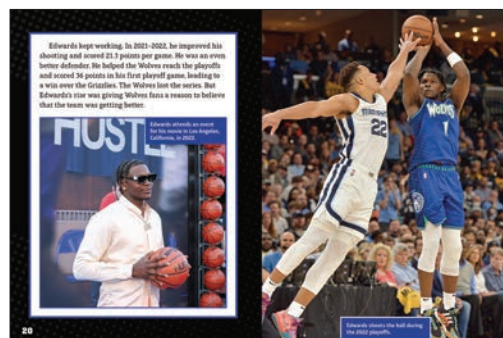 Edwards kept working. In 2021–2022, he improved his
shooting and scored 21.3 points per game. He was an even
better defender. He helped the Wolves reach the playoffs
and scored 36 points in his first playoff game, leading to
a win over the Grizzlies. The Wolves lost the series. But
Edwards's rise was giving Wolves fans a reason to believe
that the team was getting better.
HUSTL
Edwards attends an event
for his movie in Los Angeles,
California, in 2022.
20
MEMPHIS
22
WOLVES
1
Edwards shoots the ball during
the 2022 playoffs.